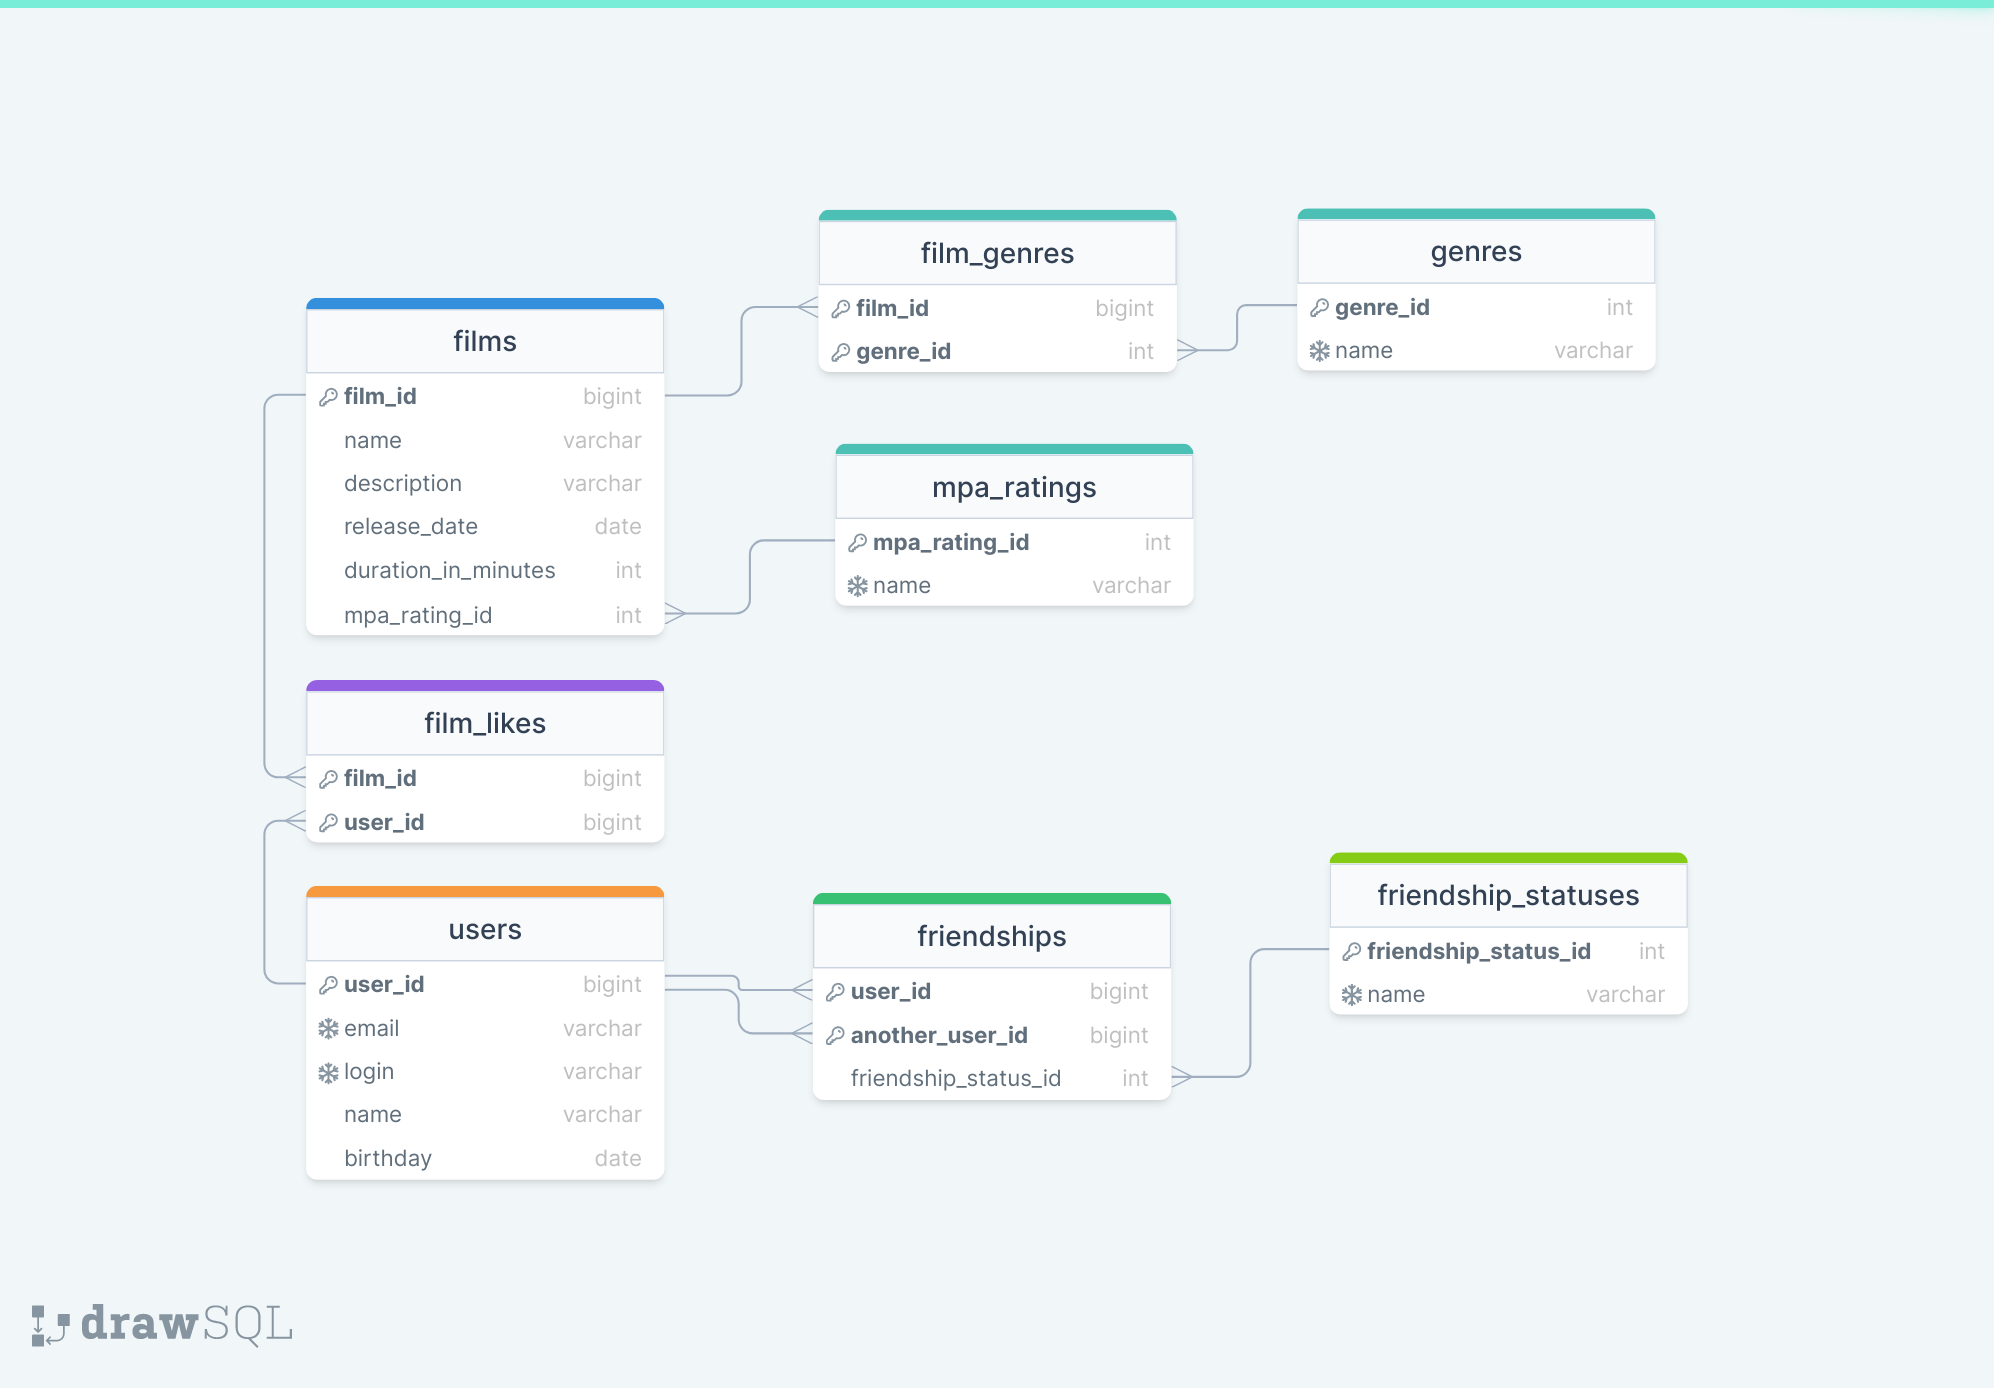 films
film_id bigint
name varchar
description varchar
release_date date
duration_in_minutes int
mpa_rating_id int
film_genres
film_id bigint
genre_id int
genres
genre_id int
name varchar
mpa_ratings
mpa_rating_id int
name varchar
film_likes
film_id bigint
user_id bigint
users
user_id bigint
email varchar
login varchar
name varchar
birthday date
friendships
user_id bigint
another_user_id bigint
friendship_status_id int
friendship_statuses
friendship_status_id int
name varchar
drawSQL